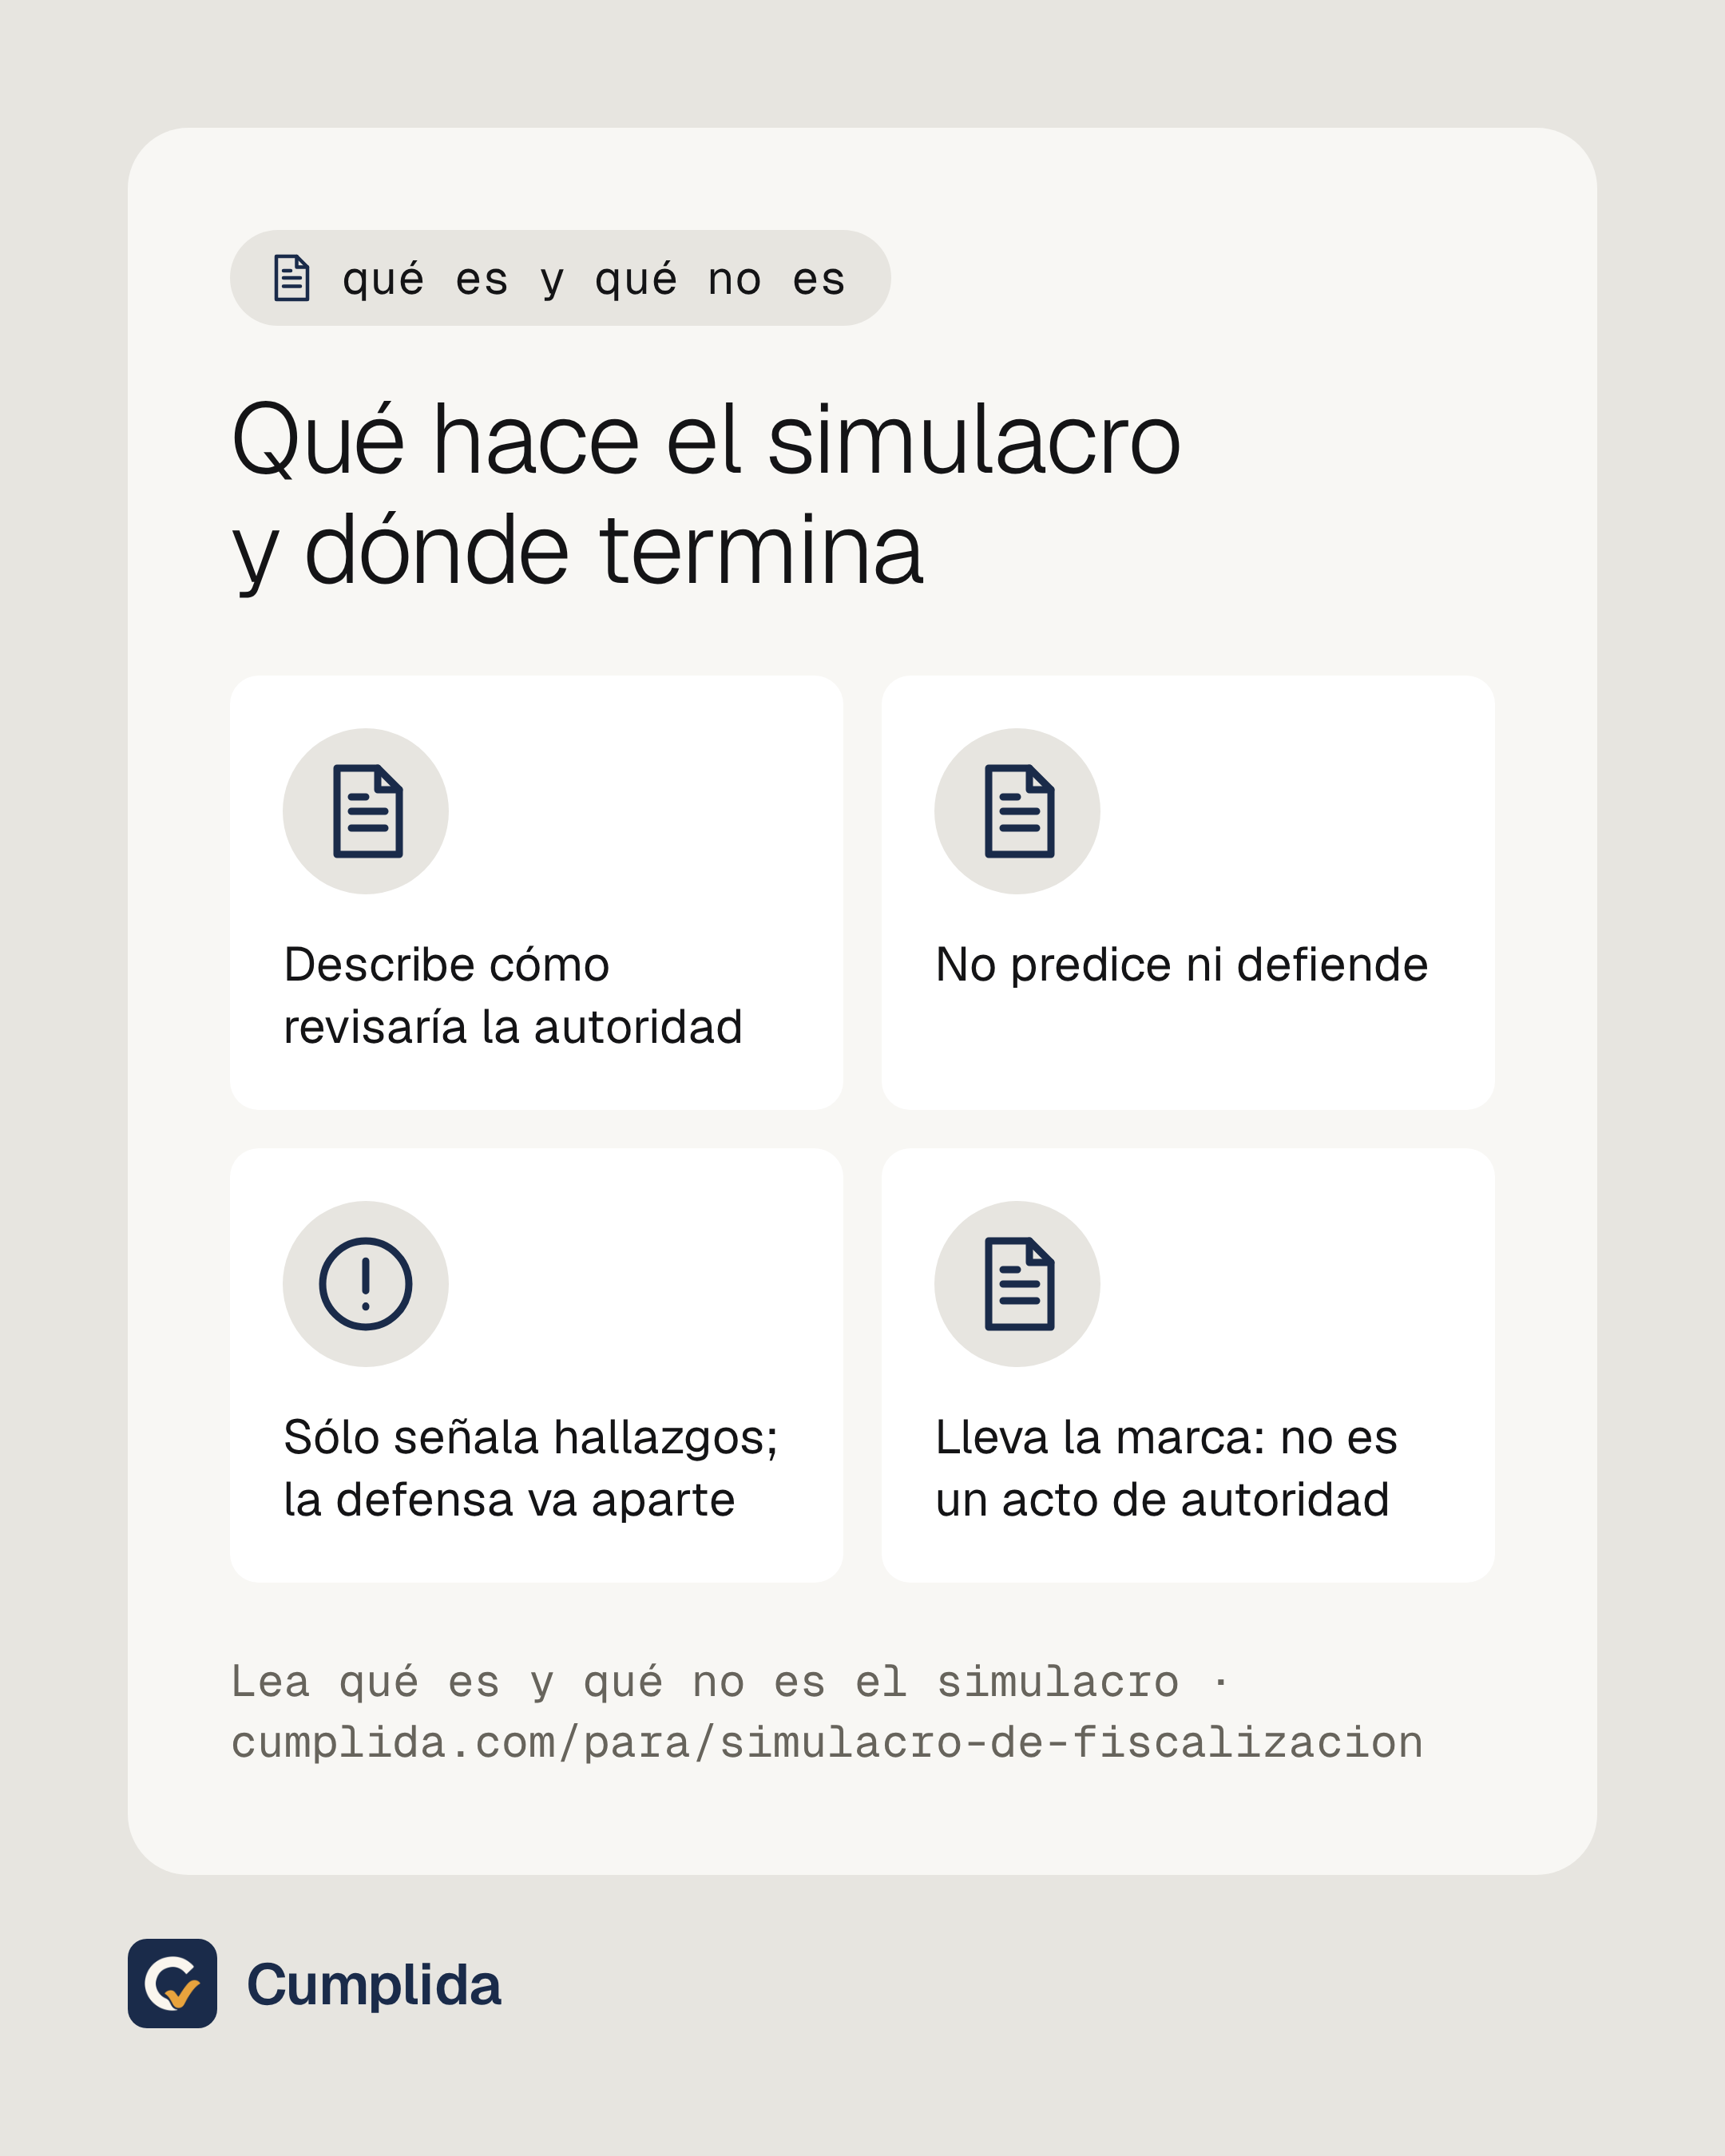 qué es y qué no es
Qué hace el simulacro
y dónde termina
Describe cómo
revisaría la autoridad
No predice ni defiende
Sólo señala hallazgos;
la defensa va aparte
Lleva la marca: no es
un acto de autoridad
Lea qué es y qué no es el simulacro ·
cumplida.com/para/simulacro-de-fiscalizacion
Cumplida